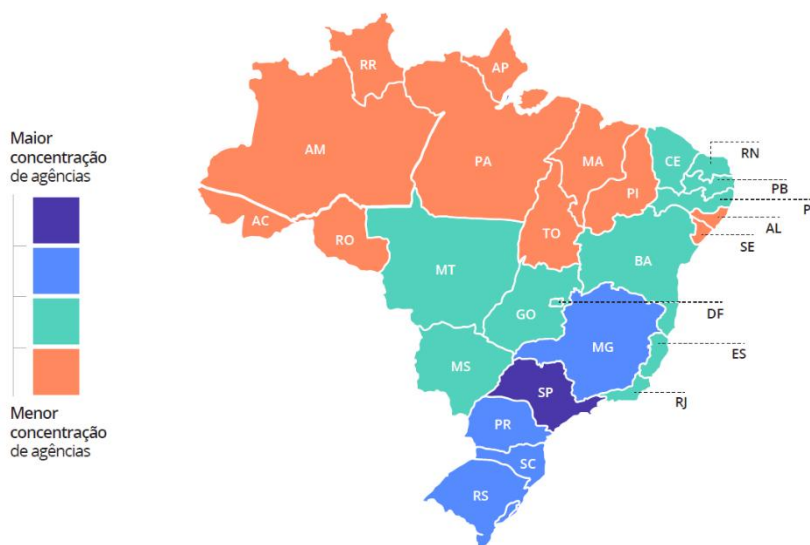 Maior
concentração
de agências
Menor
concentração
de agências
RR
AP
AM
PA
MA
CE
RN
PB
P
PI
AL
SE
AC
RO
TO
BA
MT
GO
DF
MG
ES
MS
SP
RJ
PR
SC
RS